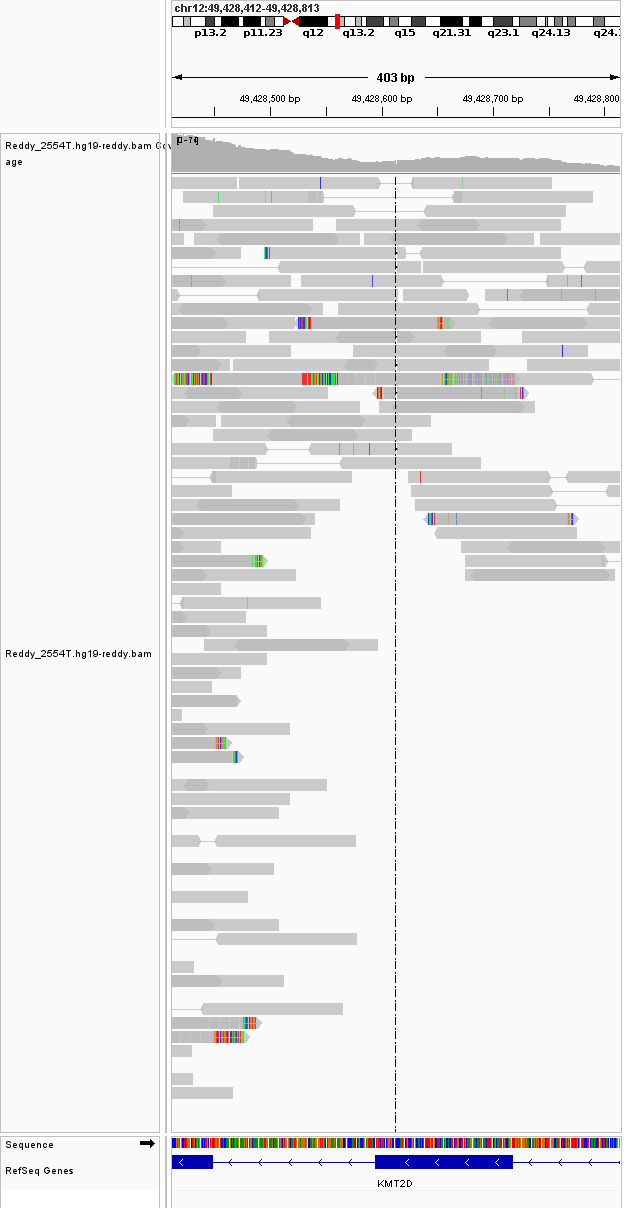 chr12:49,428,412-49,428,813
p13.2 p11.23 q12 q13.2 q15 q21.31 q23.1 q24.13 q24.
403 bp
49,428,500 bp 49,428,600 bp 49,428,700 bp 49,428,800
Reddy_2554T.hg19-reddy.bam Cov
age
Reddy_2554T.hg19-reddy.bam
Sequence
RefSeq Genes
KMT2D